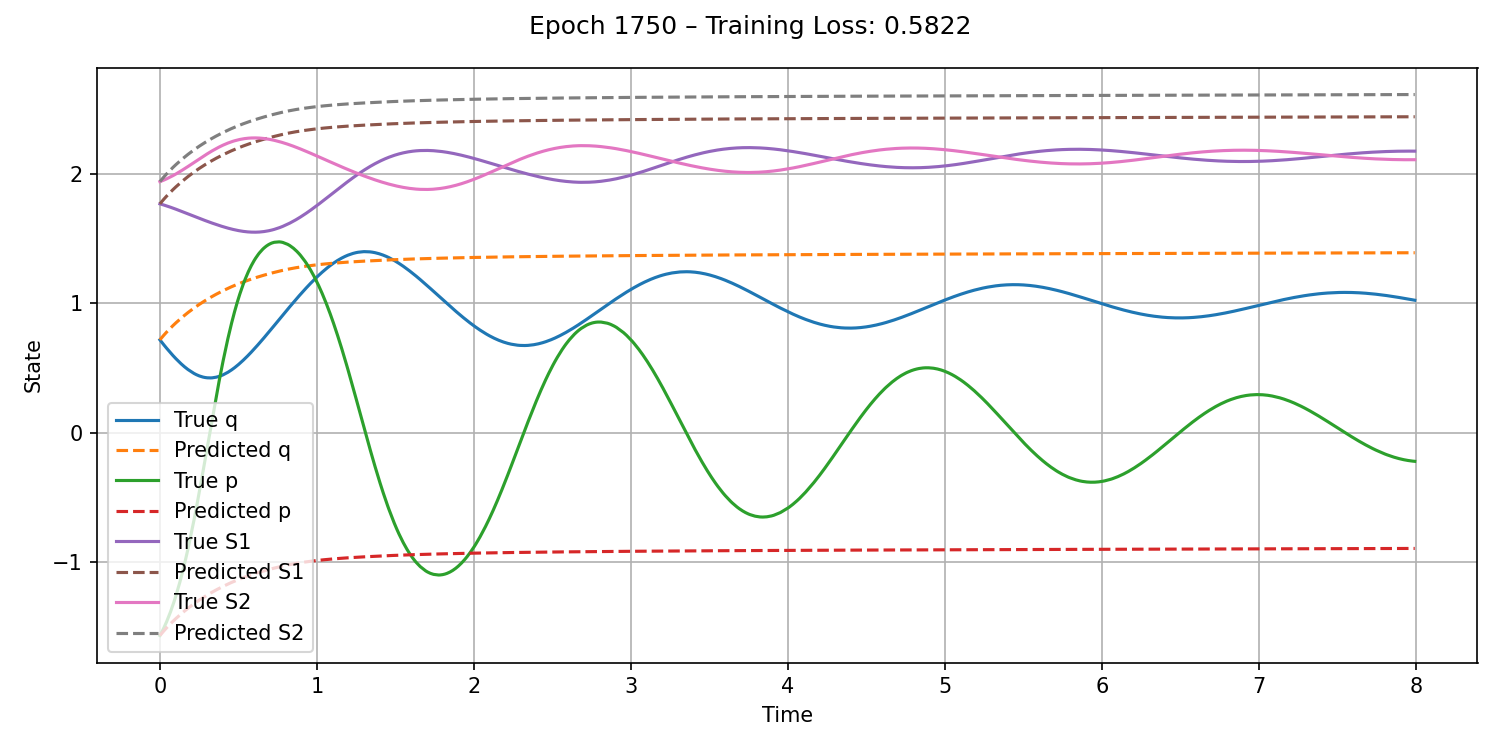 Epoch 1750 – Training Loss: 0.5822
State
2
1
0
−1
True q
Predicted q
True p
Predicted p
True S1
Predicted S1
True S2
Predicted S2
0 1 2 3 4 5 6 7 8
Time